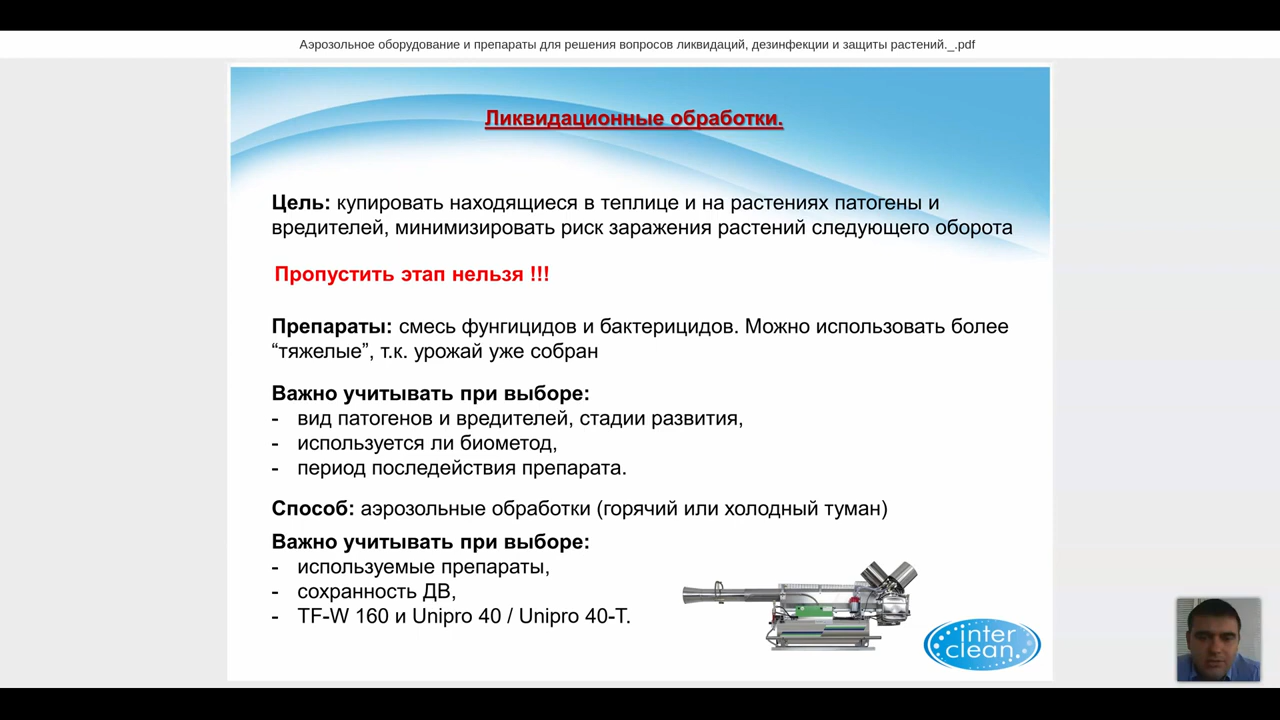 Аэрозольное оборудование и препараты для решения вопросов ликвидаций, дезинфекции и защиты растений._.pdf
Ликвидационные обработки.
Цель: купировать находящиеся в теплице и на растениях патогены и
вредителей, минимизировать риск заражения растений следующего оборота
Пропустить этап нельзя !!!
Препараты: смесь фунгицидов и бактерицидов. Можно использовать более
“тяжелые”, т.к. урожай уже собран
Важно учитывать при выборе:
- вид патогенов и вредителей, стадии развития,
- используется ли биометод,
- период последействия препарата.
Способ: аэрозольные обработки (горячий или холодный туман)
Важно учитывать при выборе:
- используемые препараты,
- сохранность ДВ,
- TF-W 160 и Unipro 40 / Unipro 40-T.
inter
clean